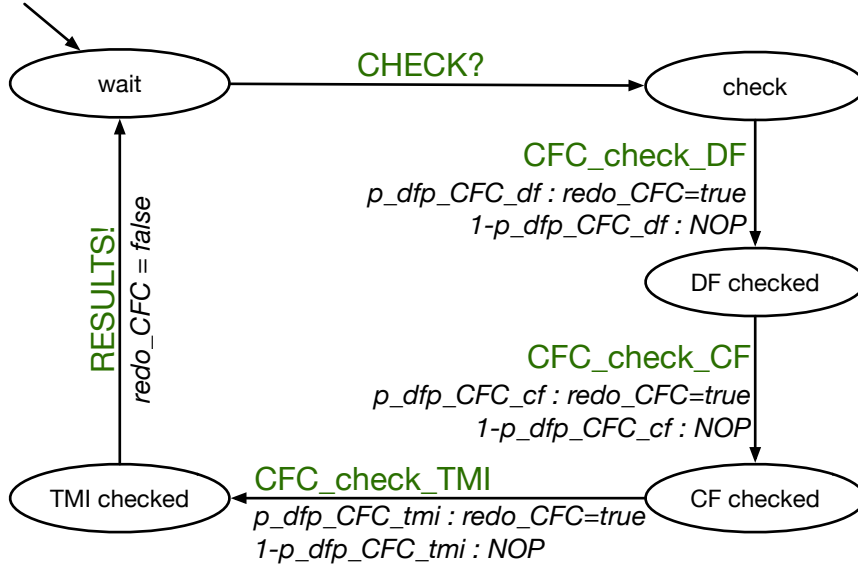 wait
CHECK?
check
CFC_check_DF
p_dfp_CFC_df : redo_CFC=true
1-p_dfp_CFC_df : NOP
DF checked
RESULTS!
redo_CFC = false
CFC_check_CF
p_dfp_CFC_cf : redo_CFC=true
1-p_dfp_CFC_cf : NOP
TMI checked
CFC_check_TMI
p_dfp_CFC_tmi : redo_CFC=true
1-p_dfp_CFC_tmi : NOP
CF checked